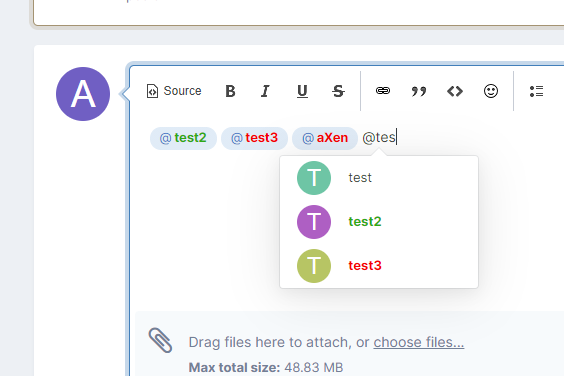 A
Source B I U S
@ test2 @ test3 @ aXen @tes
T test
T test2
T test3
Drag files here to attach, or choose files...
Max total size: 48.83 MB